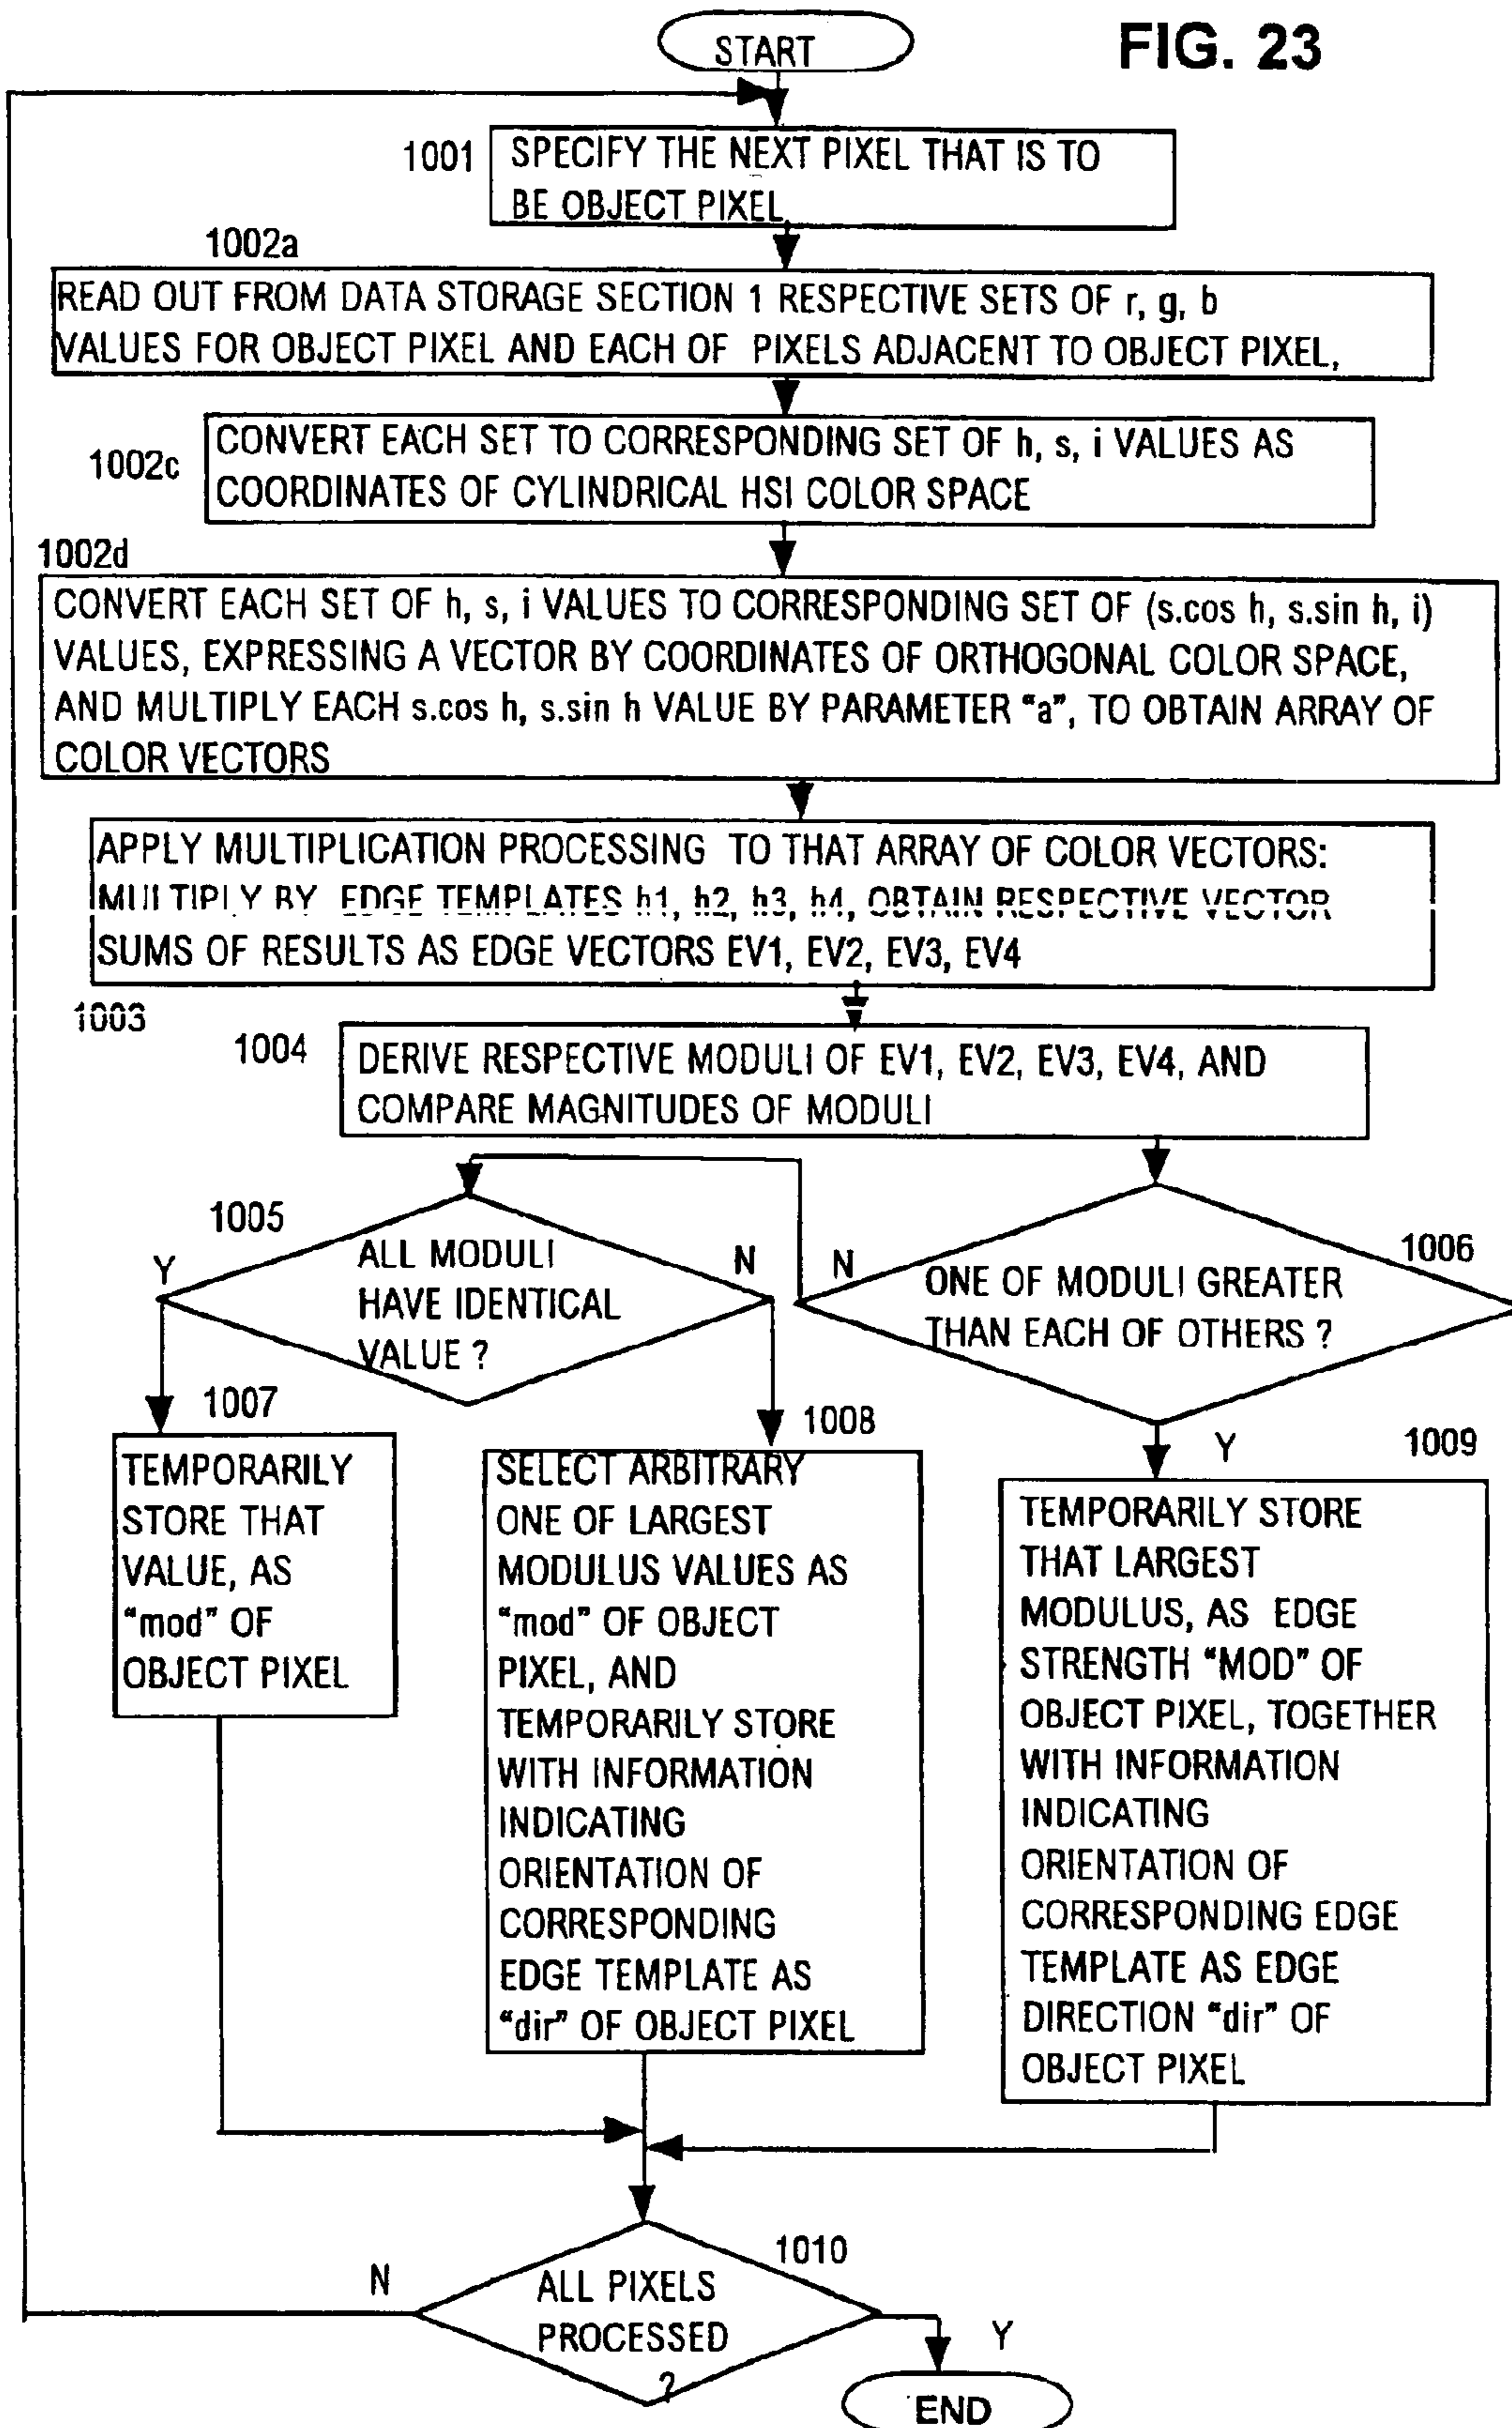 START
FIG. 23
1001
SPECIFY THE NEXT PIXEL THAT IS TO
BE OBJECT PIXEL
1002a
READ OUT FROM DATA STORAGE SECTION 1 RESPECTIVE SETS OF r, g, b
VALUES FOR OBJECT PIXEL AND EACH OF PIXELS ADJACENT TO OBJECT PIXEL,
1002c
CONVERT EACH SET TO CORRESPONDING SET OF h, s, i VALUES AS
COORDINATES OF CYLINDRICAL HSI COLOR SPACE
1002d
CONVERT EACH SET OF h, s, i VALUES TO CORRESPONDING SET OF (s.cos h, s.sin h, i)
VALUES, EXPRESSING A VECTOR BY COORDINATES OF ORTHOGONAL COLOR SPACE,
AND MULTIPLY EACH s.cos h, s.sin h VALUE BY PARAMETER “a”, TO OBTAIN ARRAY OF
COLOR VECTORS
APPLY MULTIPLICATION PROCESSING TO THAT ARRAY OF COLOR VECTORS:
MULTIPLY BY EDGE TEMPLATES h1, h2, h3, h4, OBTAIN RESPECTIVE VECTOR
SUMS OF RESULTS AS EDGE VECTORS EV1, EV2, EV3, EV4
1003
1004
DERIVE RESPECTIVE MODULI OF EV1, EV2, EV3, EV4, AND
COMPARE MAGNITUDES OF MODULI
1005
Y
ALL MODULI
HAVE IDENTICAL
VALUE ?
N
N
1006
ONE OF MODULI GREATER
THAN EACH OF OTHERS ?
1007
TEMPORARILY
STORE THAT
VALUE, AS
“mod” OF
OBJECT PIXEL
1008
SELECT ARBITRARY
ONE OF LARGEST
MODULUS VALUES AS
“mod” OF OBJECT
PIXEL, AND
TEMPORARILY STORE
WITH INFORMATION
INDICATING
ORIENTATION OF
CORRESPONDING
EDGE TEMPLATE AS
“dir” OF OBJECT PIXEL
Y
1009
TEMPORARILY STORE
THAT LARGEST
MODULUS, AS EDGE
STRENGTH “MOD” OF
OBJECT PIXEL, TOGETHER
WITH INFORMATION
INDICATING
ORIENTATION OF
CORRESPONDING EDGE
TEMPLATE AS EDGE
DIRECTION “dir” OF
OBJECT PIXEL
1010
N
ALL PIXELS
PROCESSED
?
Y
END